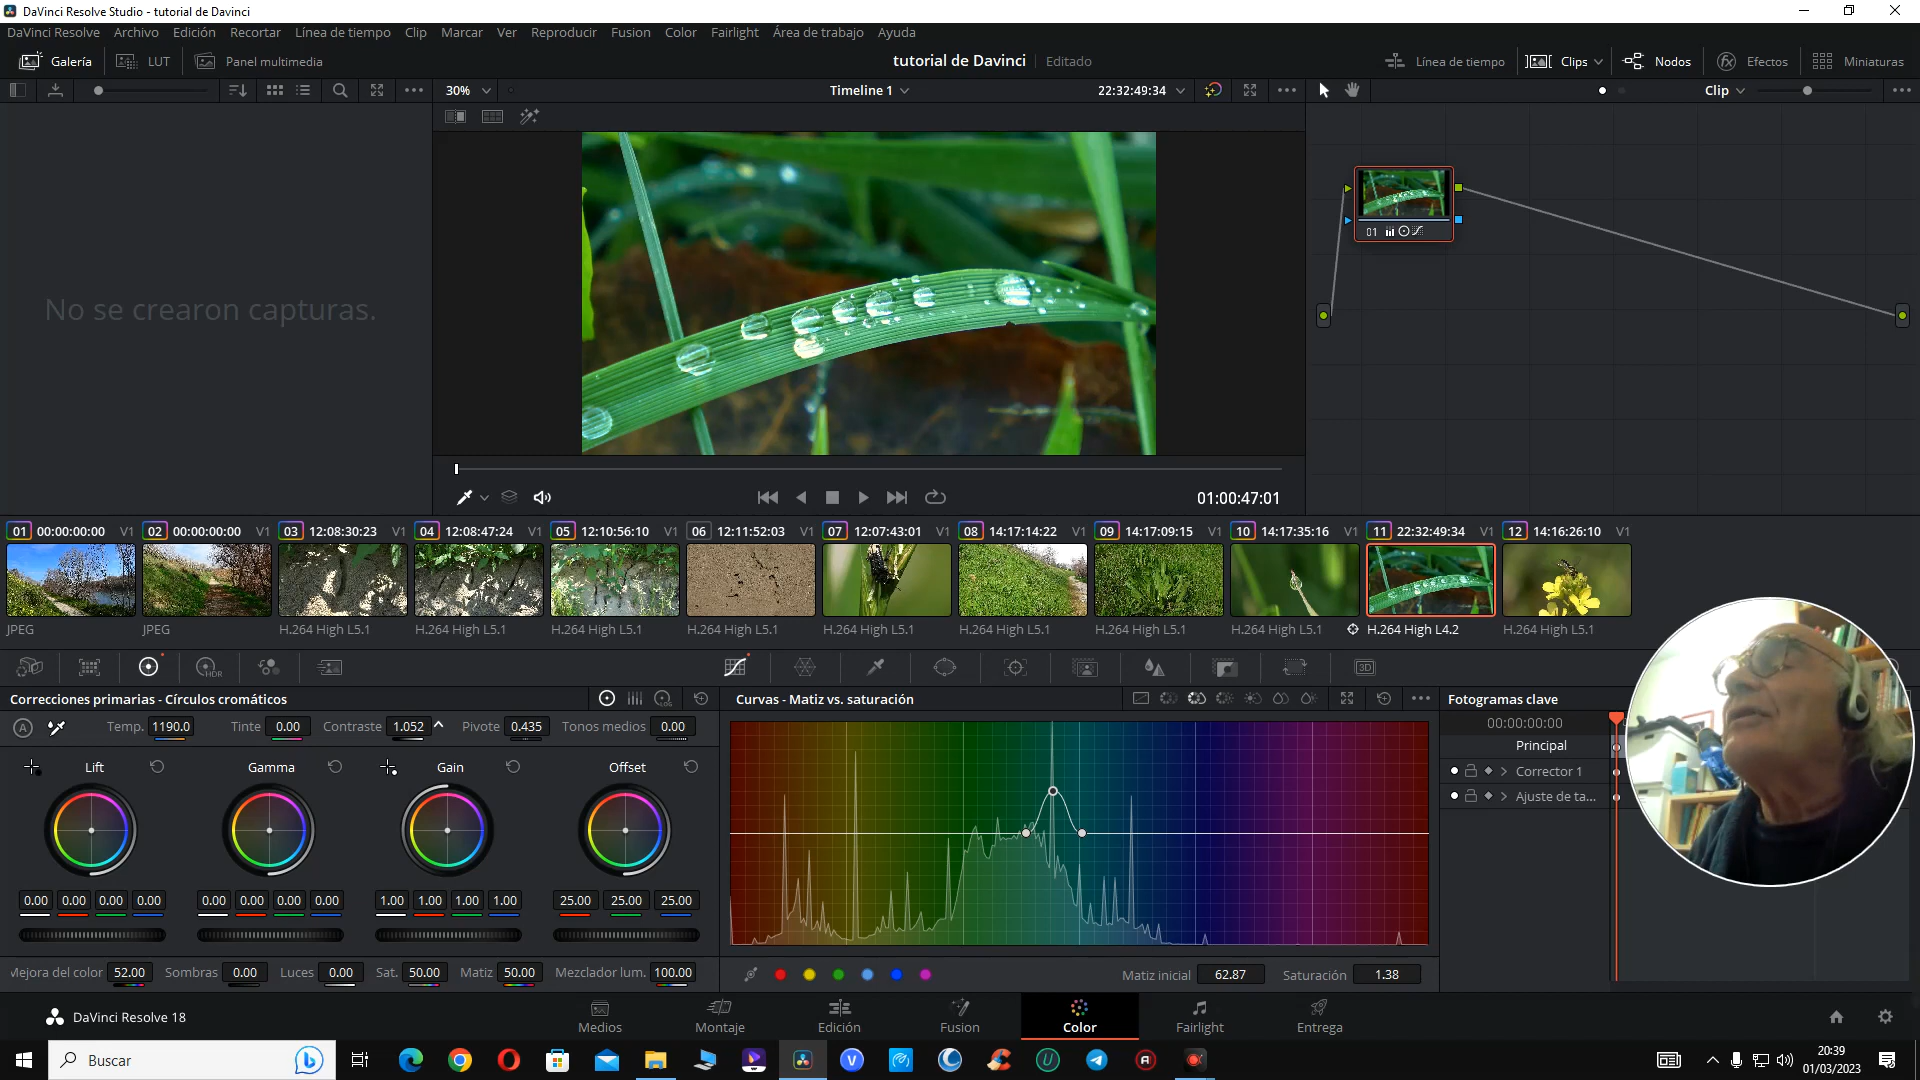 DaVinci Resolve Studio - tutorial de Davinci
DaVinci Resolve Archivo Edición Recortar Línea de tiempo Clip Marcar Ver Reproducir Fusion Color Fairlight Área de trabajo Ayuda
Galería LUT Panel multimedia tutorial de Davinci Editado Línea de tiempo Clips Nodos Efectos Miniaturas
30% Timeline 1 22:32:49:34 Clip
No se crearon capturas.
01
01:00:47:01
01 00:00:00:00 V1 02 00:00:00:00 V1 03 12:08:30:23 V1 04 12:08:47:24 V1 05 12:10:56:10 V1 06 12:11:52:03 V1 07 12:07:43:01 V1 08 14:17:14:22 V1 09 14:17:09:15 V1 10 14:17:35:16 V1 11 22:32:49:34 V1 12 14:16:26:10 V1
JPEG JPEG H.264 High L5.1 H.264 High L5.1 H.264 High L5.1 H.264 High L5.1 H.264 High L5.1 H.264 High L5.1 H.264 High L5.1 H.264 High L5.1 H.264 High L4.2 H.264 High L5.1
HDR 3D
Correcciones primarias - Círculos cromáticos LOG Curvas - Matiz vs. saturación Fotogramas clave
A Temp. 1190.0 Tinte 0.00 Contraste 1.052 Pivote 0.435 Tonos medios 0.00 00:00:00:00
Principal
Lift Gamma Gain Offset Corrector 1
Ajuste de ta...
0.00 0.00 0.00 0.00 0.00 0.00 0.00 0.00 1.00 1.00 1.00 1.00 25.00 25.00 25.00
Mejora del color 52.00 Sombras 0.00 Luces 0.00 Sat. 50.00 Matiz 50.00 Mezclador lum. 100.00 Matiz inicial 62.87 Saturación 1.38
DaVinci Resolve 18 Medios Montaje Edición Fusion Color Fairlight Entrega
Buscar 20:39
01/03/2023